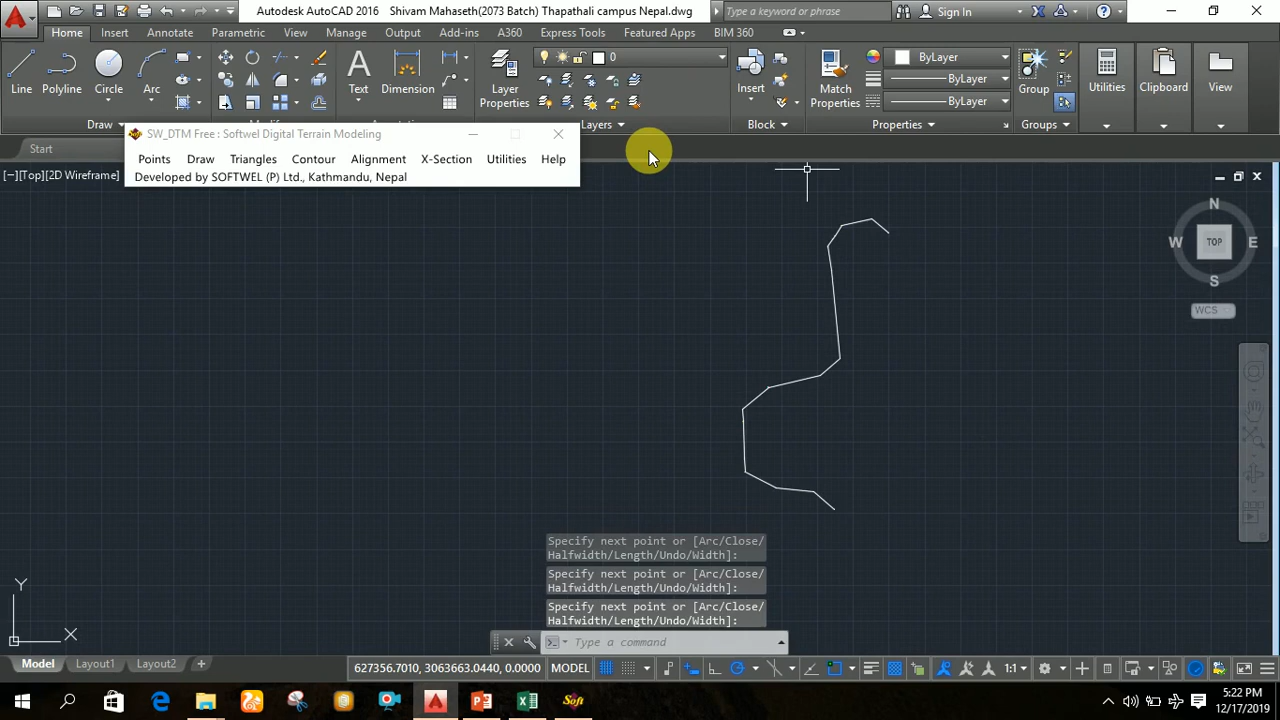 Autodesk AutoCAD 2016 Shivam Mahaseth(2073 Batch) Thapathali campus Nepal.dwg
Type a keyword or phrase
Sign In
Home Insert Annotate Parametric View Manage Output Add-ins A360 Express Tools Featured Apps BIM 360
Line Polyline Circle Arc
Text Dimension
Layer Properties
0
Insert
Match Properties
ByLayer
ByLayer
ByLayer
Group
Utilities
Clipboard
View
Draw
Layers
Block
Properties
Groups
Start
SW_DTM Free : Softwel Digital Terrain Modeling
Points Draw Triangles Contour Alignment X-Section Utilities Help
Developed by SOFTWEL (P) Ltd., Kathmandu, Nepal
[−][Top][2D Wireframe]
N
W TOP E
S
WCS
Specify next point or [Arc/Close/
Halfwidth/Length/Undo/Width]:
Specify next point or [Arc/Close/
Halfwidth/Length/Undo/Width]:
Specify next point or [Arc/Close/
Halfwidth/Length/Undo/Width]:
Y
X
Type a command
Model Layout1 Layout2 +
627356.7010, 3063663.0440, 0.0000 MODEL 1:1
Soft
5:22 PM
12/17/2019